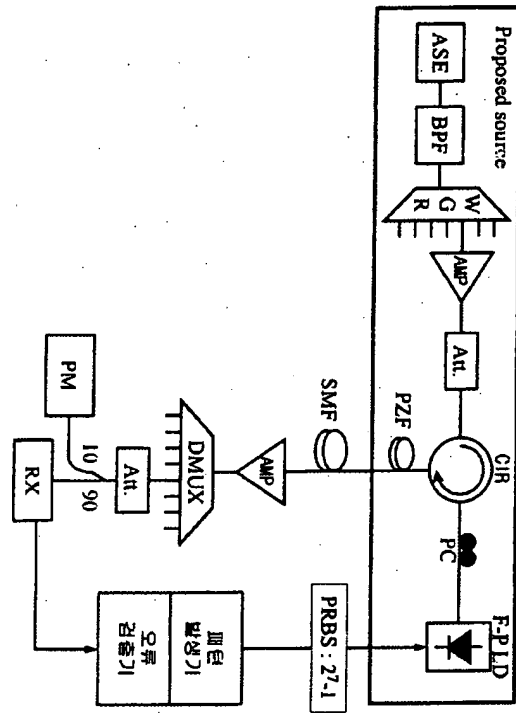 Proposed source
ASE
BPF
WGR
AMP
Att.
CIR
PC
F-P LD
PZF
SMF
AMP
DMUX
Att.
10
90
PM
RX
PRBS : 27-1
패턴
발생기
오류
검출기